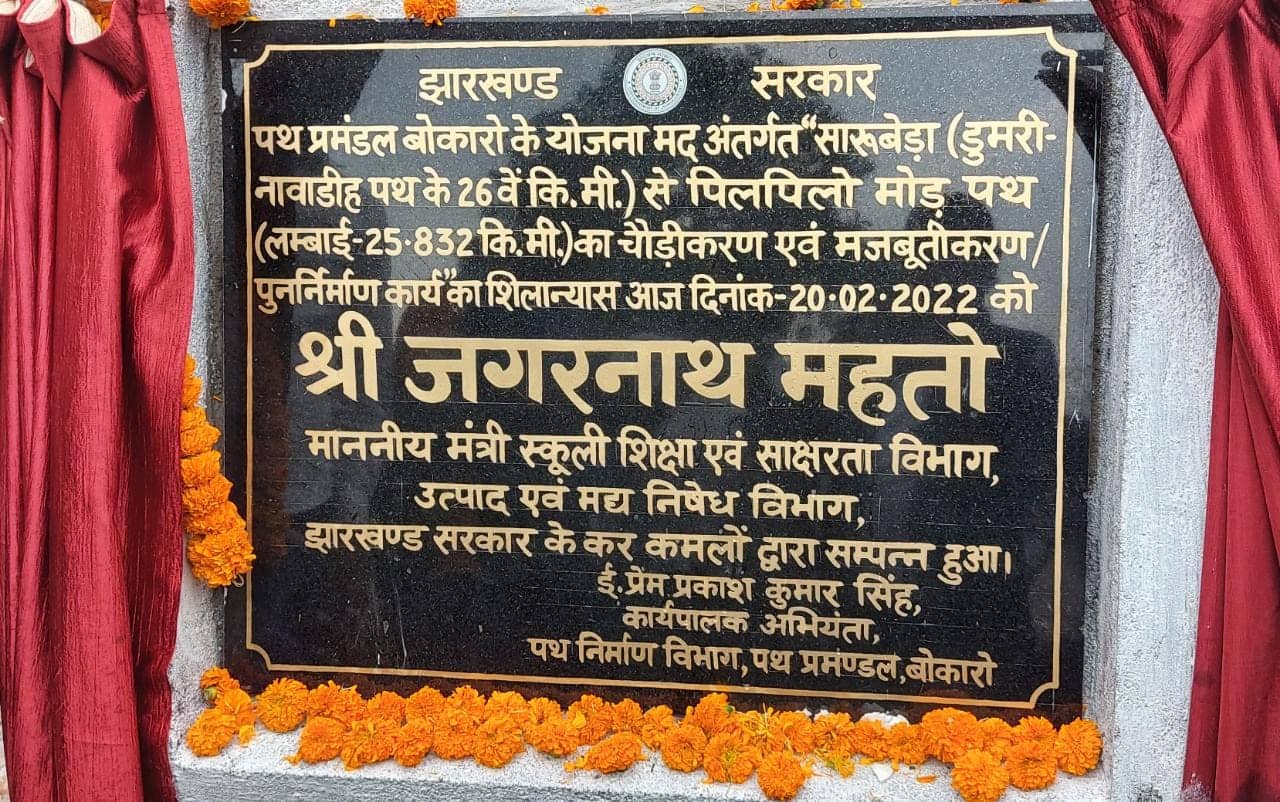 झारखण्ड सरकार
पथ प्रमंडल बोकारो के योजना मद अंतर्गत "सारूबेड़ा (डुमरी-
नावाडीह पथ के 26 वें कि.मी.) से पिलपिलो मोड़ पथ
(लम्बाई-25·832 कि.मी.) का चौड़ीकरण एवं मजबूतीकरण/
पुनर्निर्माण कार्य" का शिलान्यास आज दिनांक-20·02·2022 को
श्री जगरनाथ महतो
माननीय मंत्री स्कूली शिक्षा एवं साक्षरता विभाग,
उत्पाद एवं मद्य निषेध विभाग,
झारखण्ड सरकार के कर कमलों द्वारा सम्पन्न हुआ।
ई.प्रेम प्रकाश कुमार सिंह,
कार्यपालक अभियंता,
पथ निर्माण विभाग,पथ प्रमण्डल,बोकारो